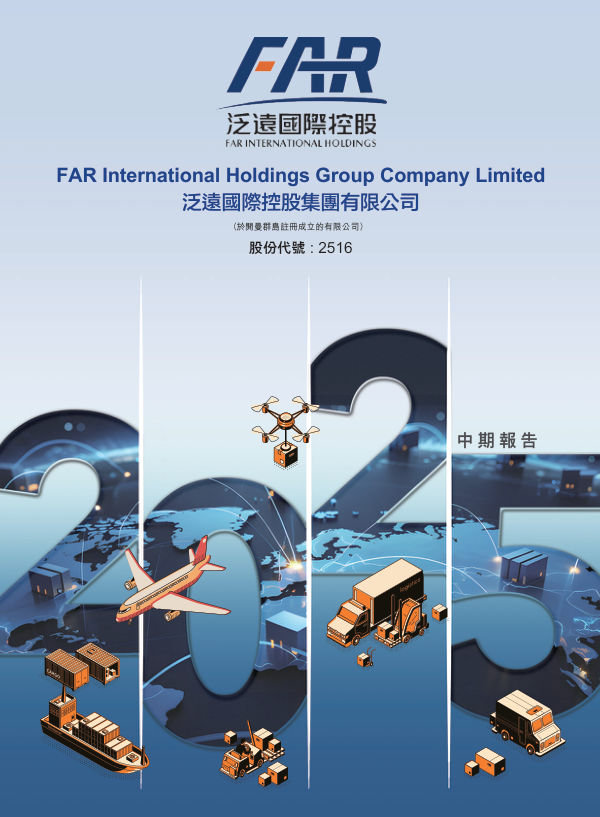 FAR
泛遠國際控股
FAR INTERNATIONAL HOLDINGS
FAR International Holdings Group Company Limited
泛遠國際控股集團有限公司
（於開曼群島註冊成立的有限公司）
股份代號：2516
2025
中期報告
logistics
CARGO